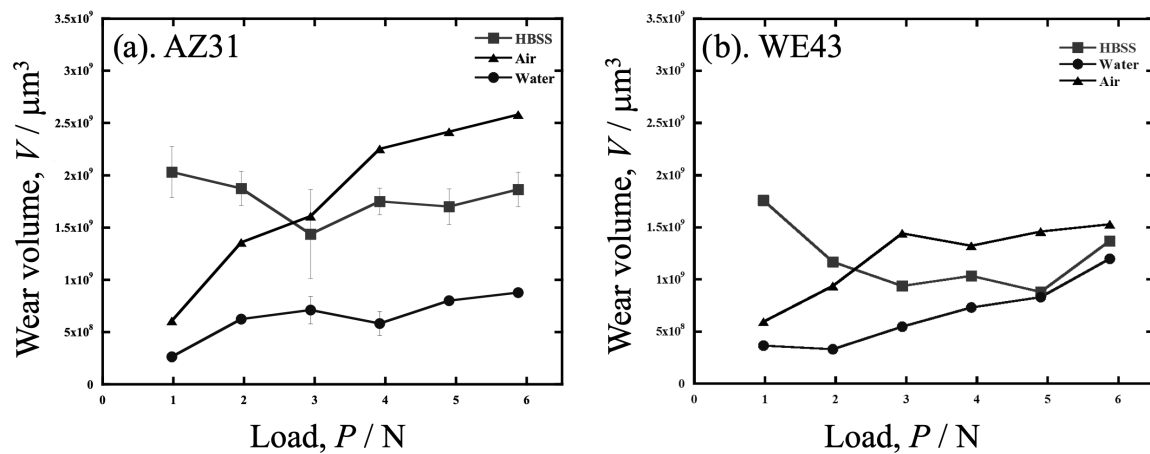 (a). AZ31
HBSS
Air
Water
3.5x10⁹
3x10⁹
2.5x10⁹
2x10⁹
1.5x10⁹
1x10⁹
5x10⁸
0
Wear volume, V / μm³
0 1 2 3 4 5 6
Load, P / N
(b). WE43
HBSS
Water
Air
3.5x10⁹
3x10⁹
2.5x10⁹
2x10⁹
1.5x10⁹
1x10⁹
5x10⁸
0
Wear volume, V / μm³
0 1 2 3 4 5 6
Load, P / N